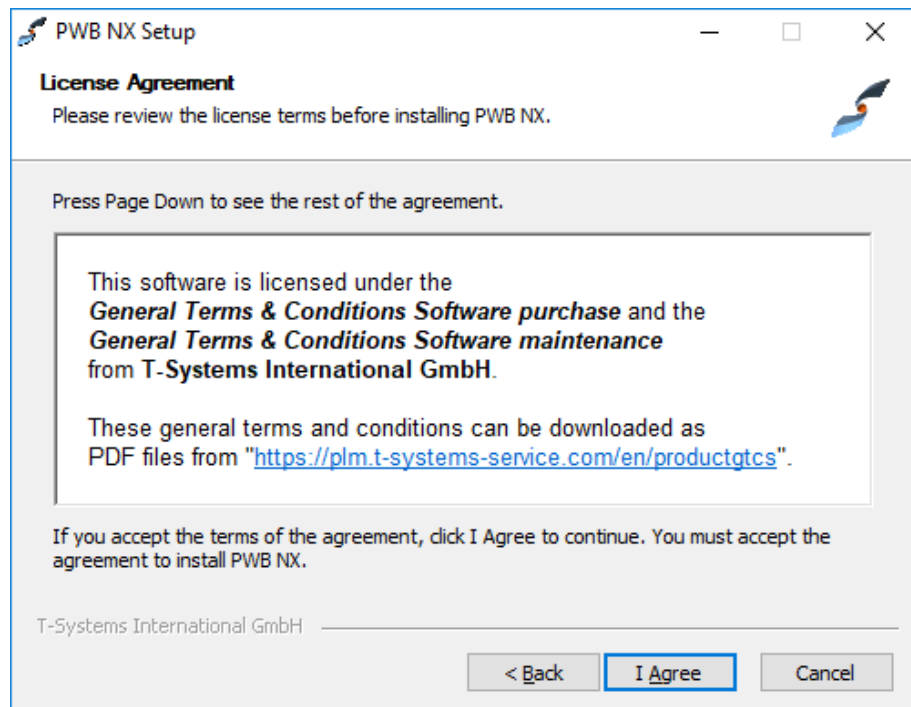 PWB NX Setup
License Agreement
Please review the license terms before installing PWB NX.
Press Page Down to see the rest of the agreement.
This software is licensed under the
General Terms & Conditions Software purchase and the
General Terms & Conditions Software maintenance
from T-Systems International GmbH.
These general terms and conditions can be downloaded as
PDF files from "https://plm.t-systems-service.com/en/productgtcs".
If you accept the terms of the agreement, click I Agree to continue. You must accept the
agreement to install PWB NX.
T-Systems International GmbH
< Back
I Agree
Cancel